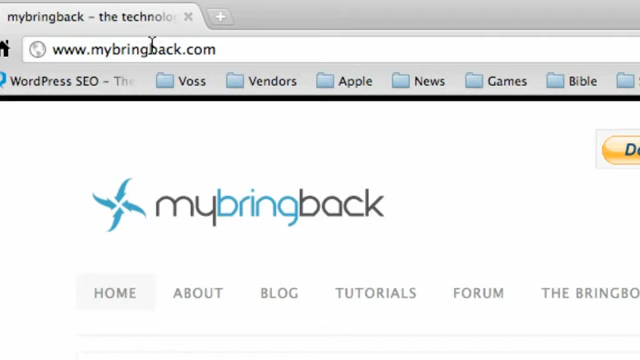 mybringback – the technolo
www.mybringback.com
WordPress SEO – The Voss Vendors Apple News Games Bible
mybringback
HOME ABOUT BLOG TUTORIALS FORUM THE BRINGBO